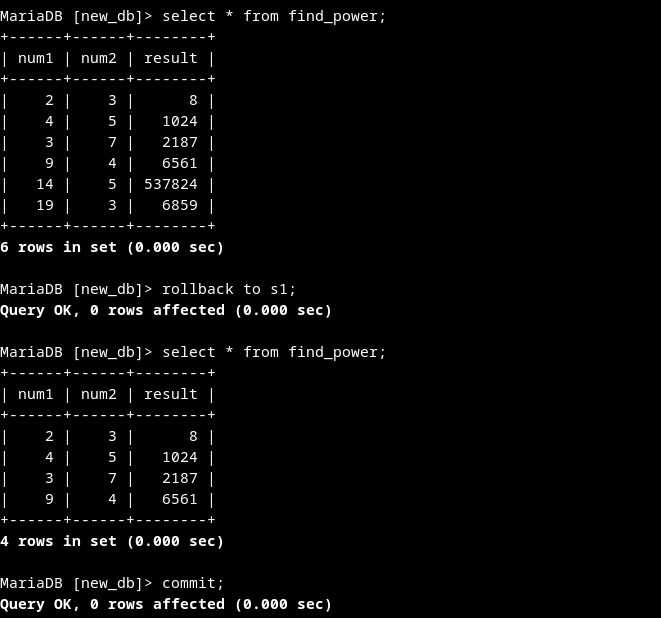 MariaDB [new_db]> select * from find_power;
+------+------+--------+
| num1 | num2 | result |
+------+------+--------+
|    2 |    3 |      8 |
|    4 |    5 |   1024 |
|    3 |    7 |   2187 |
|    9 |    4 |   6561 |
|   14 |    5 | 537824 |
|   19 |    3 |   6859 |
+------+------+--------+
6 rows in set (0.000 sec)

MariaDB [new_db]> rollback to s1;
Query OK, 0 rows affected (0.000 sec)

MariaDB [new_db]> select * from find_power;
+------+------+--------+
| num1 | num2 | result |
+------+------+--------+
|    2 |    3 |      8 |
|    4 |    5 |   1024 |
|    3 |    7 |   2187 |
|    9 |    4 |   6561 |
+------+------+--------+
4 rows in set (0.000 sec)

MariaDB [new_db]> commit;
Query OK, 0 rows affected (0.000 sec)